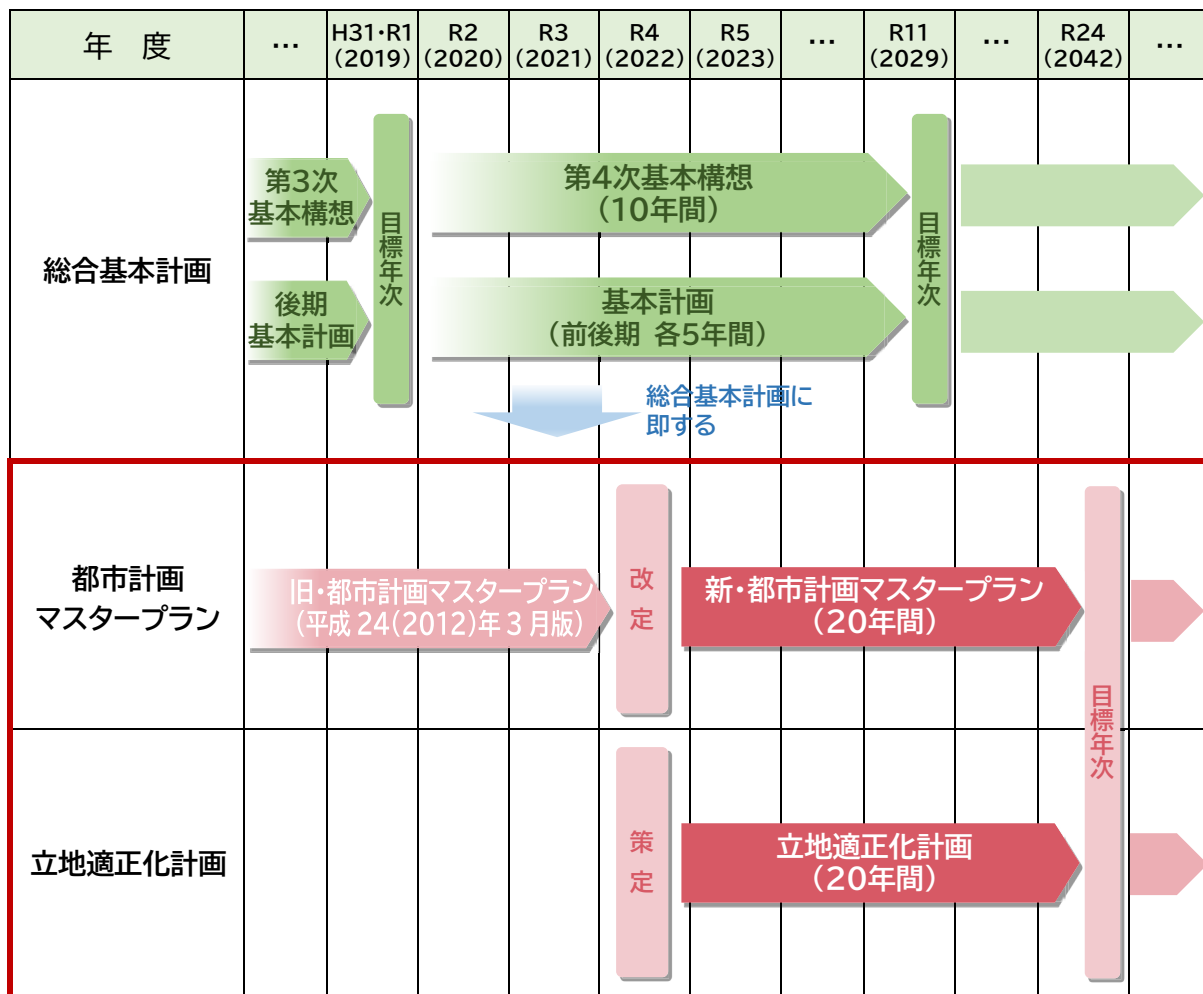 年 度
…
H31・R1
(2019)
R2
(2020)
R3
(2021)
R4
(2022)
R5
(2023)
…
R11
(2029)
…
R24
(2042)
…
総合基本計画
第3次
基本構想
後期
基本計画
目標年次
第4次基本構想
(10年間)
基本計画
(前後期 各5年間)
目標年次
総合基本計画に
即する
都市計画
マスタープラン
旧・都市計画マスタープラン
(平成 24(2012)年 3 月版)
改定
新・都市計画マスタープラン
(20年間)
目標年次
立地適正化計画
策定
立地適正化計画
(20年間)